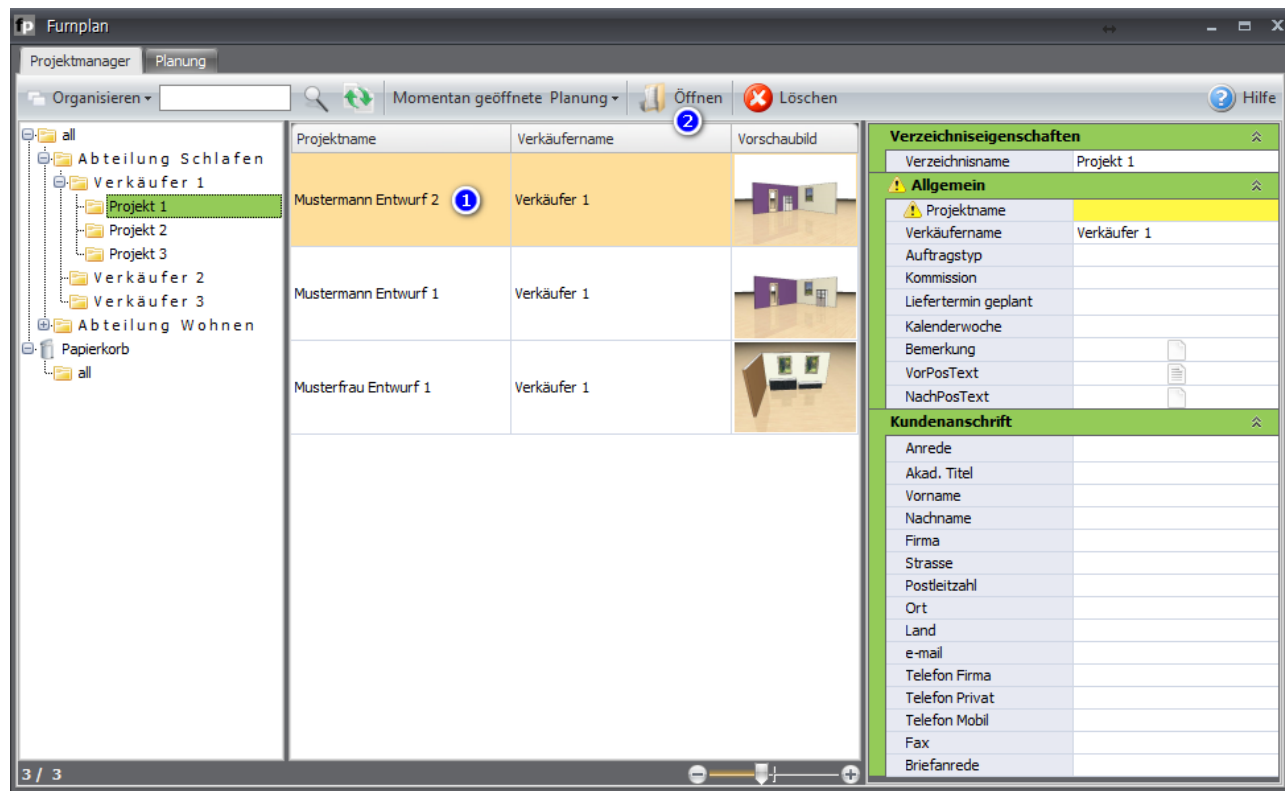 fp Furnplan
Projektmanager Planung
Organisieren Momentan geöffnete Planung Öffnen Löschen Hilfe
2
all
Abteilung Schlafen
Verkäufer 1
Projekt 1
Projekt 2
Projekt 3
Verkäufer 2
Verkäufer 3
Abteilung Wohnen
Papierkorb
all
Projektname Verkäufername Vorschaubild
Mustermann Entwurf 2 1 Verkäufer 1
Mustermann Entwurf 1 Verkäufer 1
Musterfrau Entwurf 1 Verkäufer 1
Verzeichniseigenschaften
Verzeichnisname Projekt 1
Allgemein
Projektname
Verkäufername Verkäufer 1
Auftragstyp
Kommission
Liefertermin geplant
Kalenderwoche
Bemerkung
VorPosText
NachPosText
Kundenanschrift
Anrede
Akad. Titel
Vorname
Nachname
Firma
Strasse
Postleitzahl
Ort
Land
e-mail
Telefon Firma
Telefon Privat
Telefon Mobil
Fax
Briefanrede
3 / 3